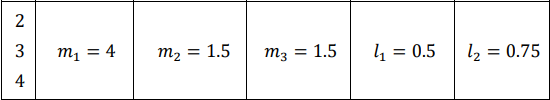 2
3 m₁ = 4 m₂ = 1.5 m₃ = 1.5 l₁ = 0.5 l₂ = 0.75
4